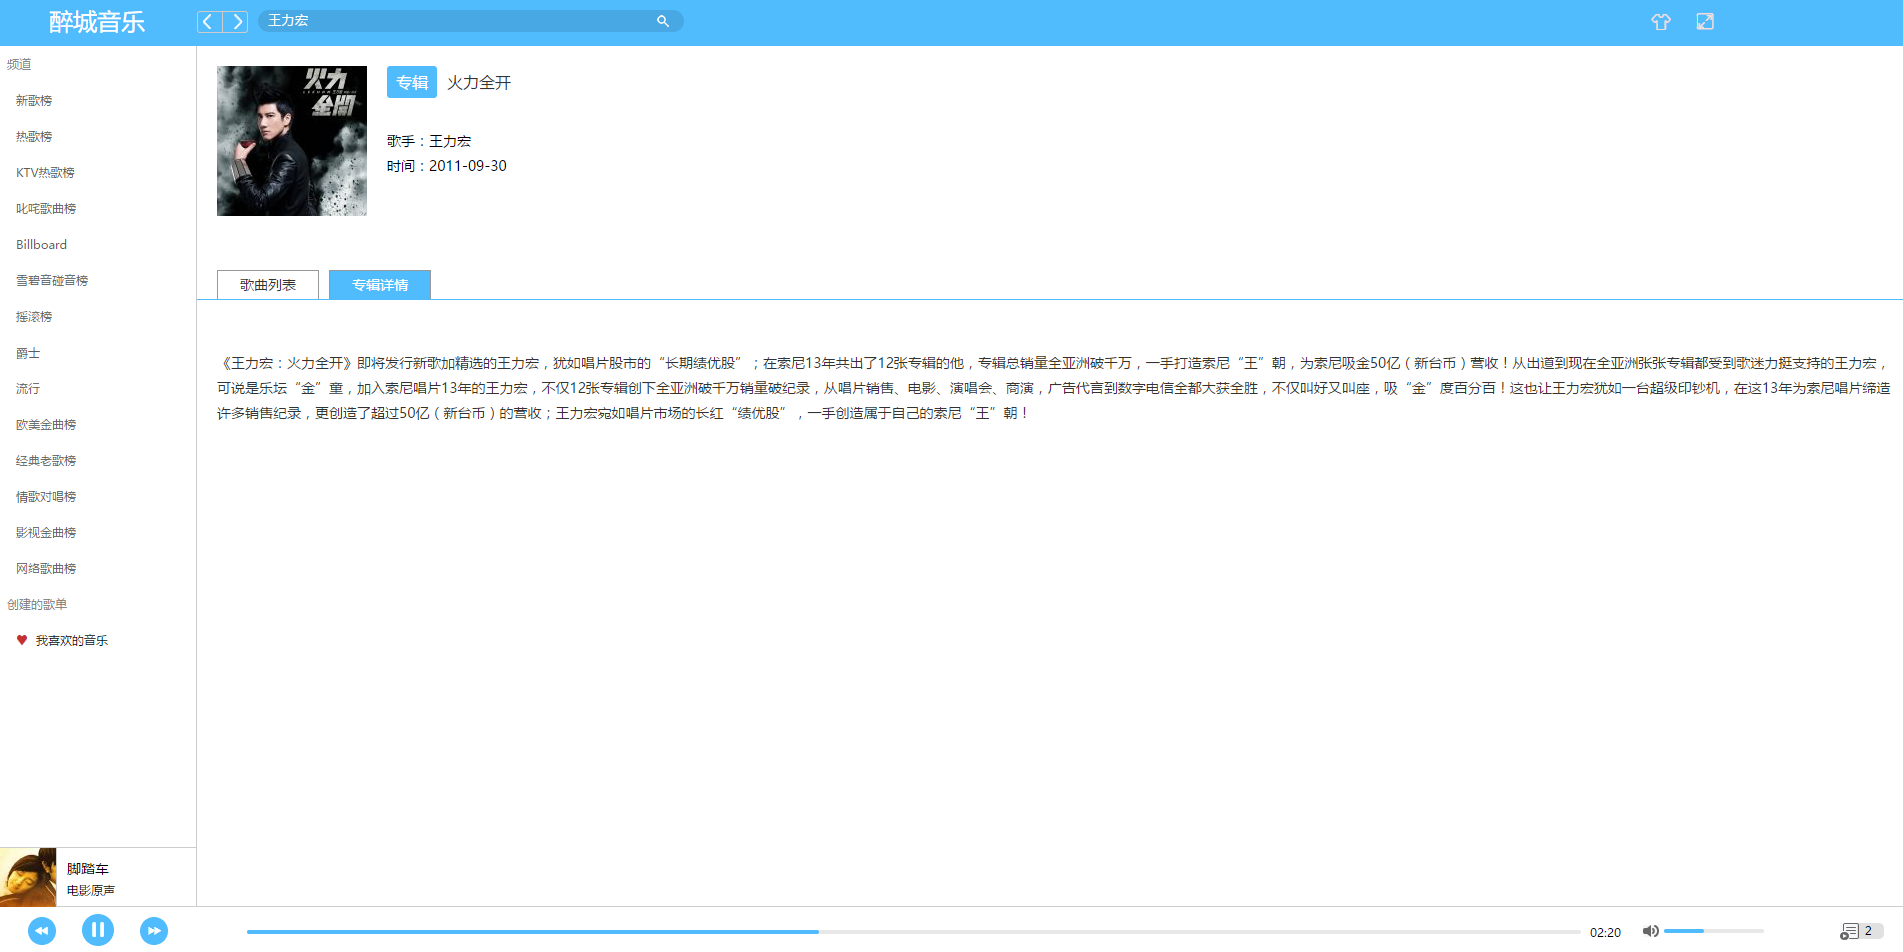 醉城音乐
王力宏
频道
新歌榜
热歌榜
KTV热歌榜
叱咤歌曲榜
Billboard
雪碧音碰音榜
摇滚榜
爵士
流行
欧美金曲榜
经典老歌榜
情歌对唱榜
影视金曲榜
网络歌曲榜
创建的歌单
我喜欢的音乐
火力
全開
专辑 火力全开
歌手：王力宏
时间：2011-09-30
歌曲列表 专辑详情
《王力宏：火力全开》即将发行新歌加精选的王力宏，犹如唱片股市的“长期绩优股”；在索尼13年共出了12张专辑的他，专辑总销量全亚洲破千万，一手打造索尼“王”朝，为索尼吸金50亿（新台币）营收！从出道到现在全亚洲张张专辑都受到歌迷力挺支持的王力宏，
可说是乐坛“金”童，加入索尼唱片13年的王力宏，不仅12张专辑创下全亚洲破千万销量破纪录，从唱片销售、电影、演唱会、商演，广告代言到数字电信全都大获全胜，不仅叫好又叫座，吸“金”度百分百！这也让王力宏犹如一台超级印钞机，在这13年为索尼唱片缔造
许多销售纪录，更创造了超过50亿（新台币）的营收；王力宏宛如唱片市场的长红“绩优股”，一手创造属于自己的索尼“王”朝！
脚踏车
电影原声
02:20
2